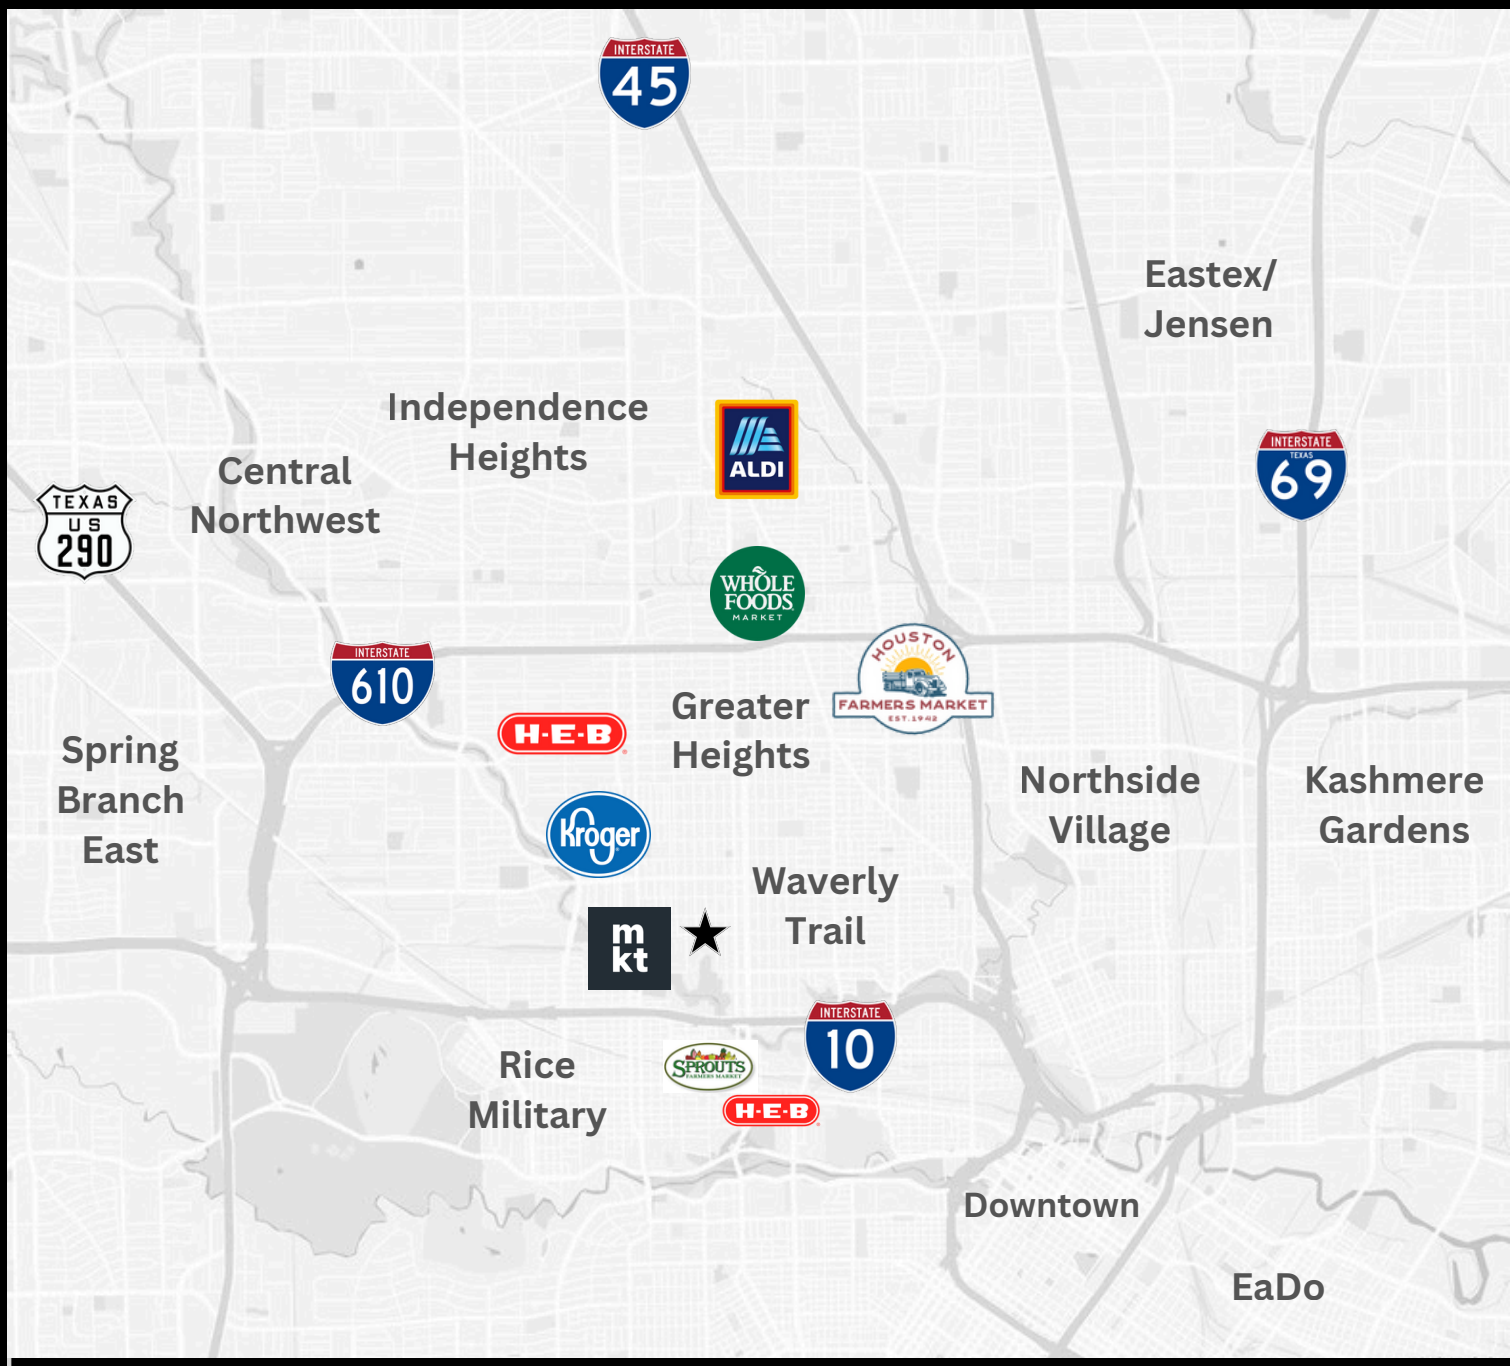 INTERSTATE
45
Eastex/
Jensen
Independence
Heights
ALDI
Central
Northwest
INTERSTATE
TEXAS
69
TEXAS
US
290
WHOLE
FOODS
MARKET
HOUSTON
FARMERS MARKET
EST. 1942
INTERSTATE
610
Greater
Heights
H-E-B
Spring
Branch
East
Northside
Village
Kashmere
Gardens
Kroger
Waverly
Trail
m
kt
INTERSTATE
10
Rice
Military
SPROUTS
FARMERS MARKET
H-E-B
Downtown
EaDo